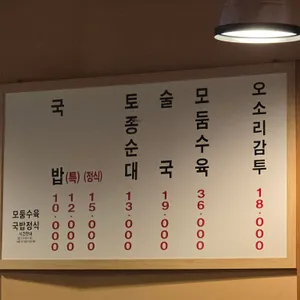 국밥 (특) (정식)
10.000
12.000
15.000
토종순대
13.000
술국
19.000
모둠수육
36.000
오소리감투
18.000
모둠수육
국밥정식